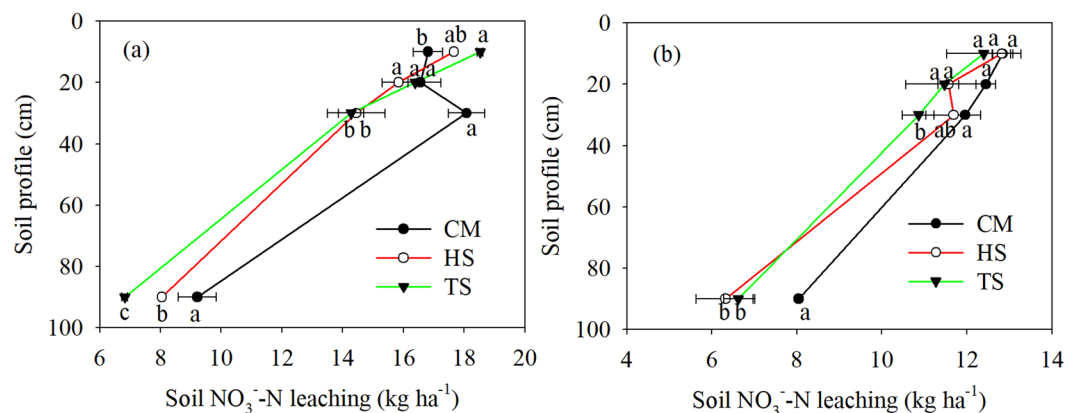 (a)
0
20
40
60
80
100
Soil profile (cm)
b ab a
a a a
b b a
c b a
CM
HS
TS
6 8 10 12 14 16 18 20
Soil NO₃⁻-N leaching (kg ha⁻¹)
(b)
0
20
40
60
80
100
Soil profile (cm)
a a a
a a a
b ab a
b b a
CM
HS
TS
4 6 8 10 12 14
Soil NO₃⁻-N leaching (kg ha⁻¹)